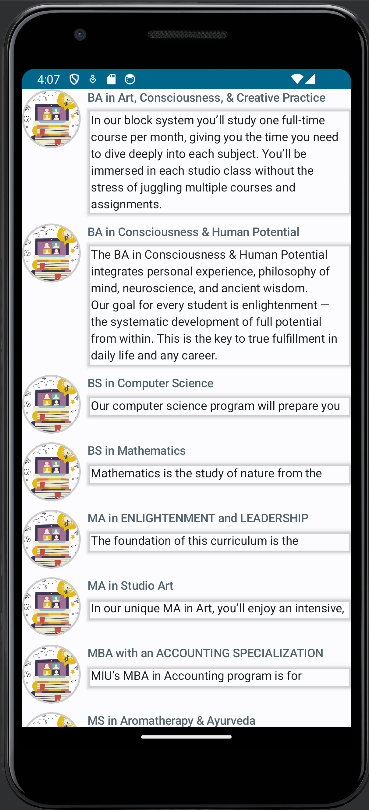 4:07
BA in Art, Consciousness, & Creative Practice
In our block system you’ll study one full-time
course per month, giving you the time you need
to dive deeply into each subject. You’ll be
immersed in each studio class without the
stress of juggling multiple courses and
assignments.
BA in Consciousness & Human Potential
The BA in Consciousness & Human Potential
integrates personal experience, philosophy of
mind, neuroscience, and ancient wisdom.
Our goal for every student is enlightenment —
the systematic development of full potential
from within. This is the key to true fulfillment in
daily life and any career.
BS in Computer Science
Our computer science program will prepare you
BS in Mathematics
Mathematics is the study of nature from the
MA in ENLIGHTENMENT and LEADERSHIP
The foundation of this curriculum is the
MA in Studio Art
In our unique MA in Art, you’ll enjoy an intensive,
MBA with an ACCOUNTING SPECIALIZATION
MIU’s MBA in Accounting program is for
MS in Aromatherapy & Ayurveda